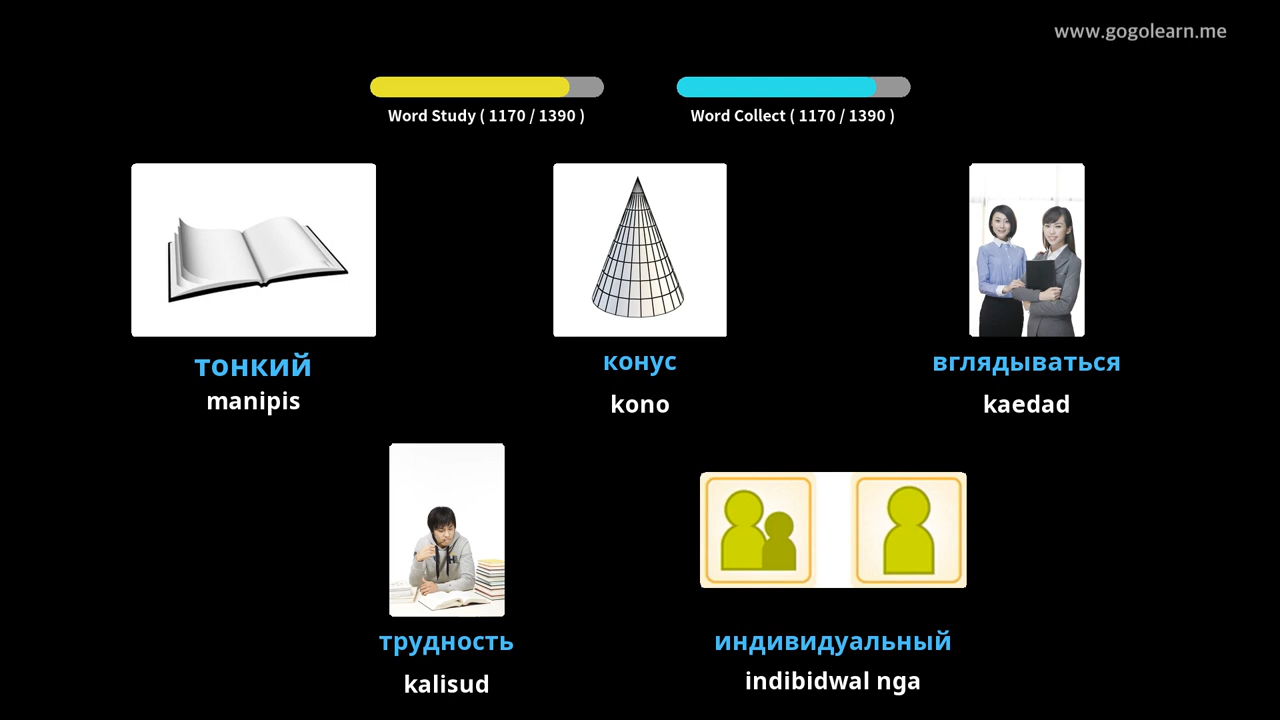 www.gogolearn.me
Word Study ( 1170 / 1390 )
Word Collect ( 1170 / 1390 )
тонкий
manipis
конус
kono
вглядываться
kaedad
трудность
kalisud
индивидуальный
indibidwal nga